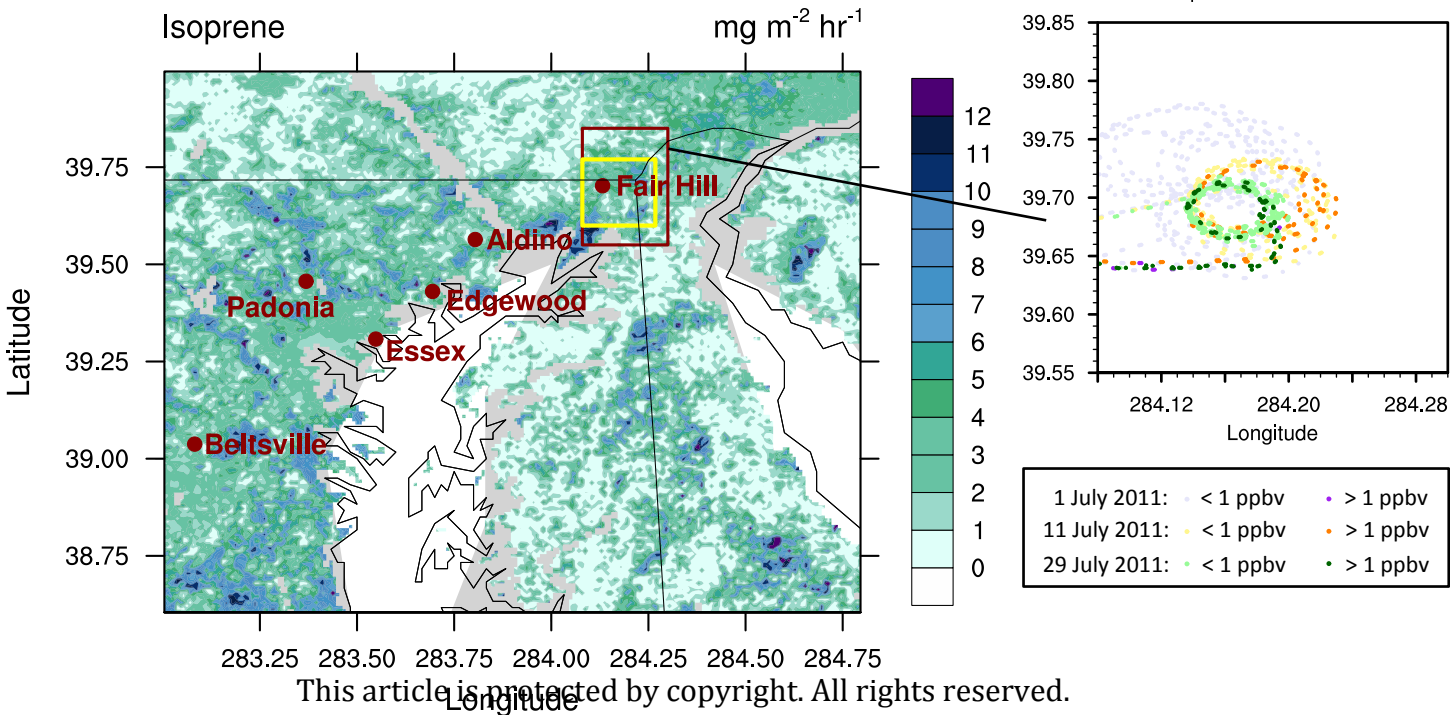 Isoprene mg m-2 hr-1
Latitude
39.75
39.50
39.25
39.00
38.75
Fair Hill
Aldino
Padonia
Edgewood
Essex
Beltsville
283.25 283.50 283.75 284.00 284.25 284.50 284.75
Longitude
12
11
10
9
8
7
6
5
4
3
2
1
0
39.85
39.80
39.75
39.70
39.64
39.60
39.55
284.12 284.20 284.28
Longitude
1 July 2011: < 1 ppbv > 1 ppbv
11 July 2011: < 1 ppbv > 1 ppbv
29 July 2011: < 1 ppbv > 1 ppbv
This article is protected by copyright. All rights reserved.